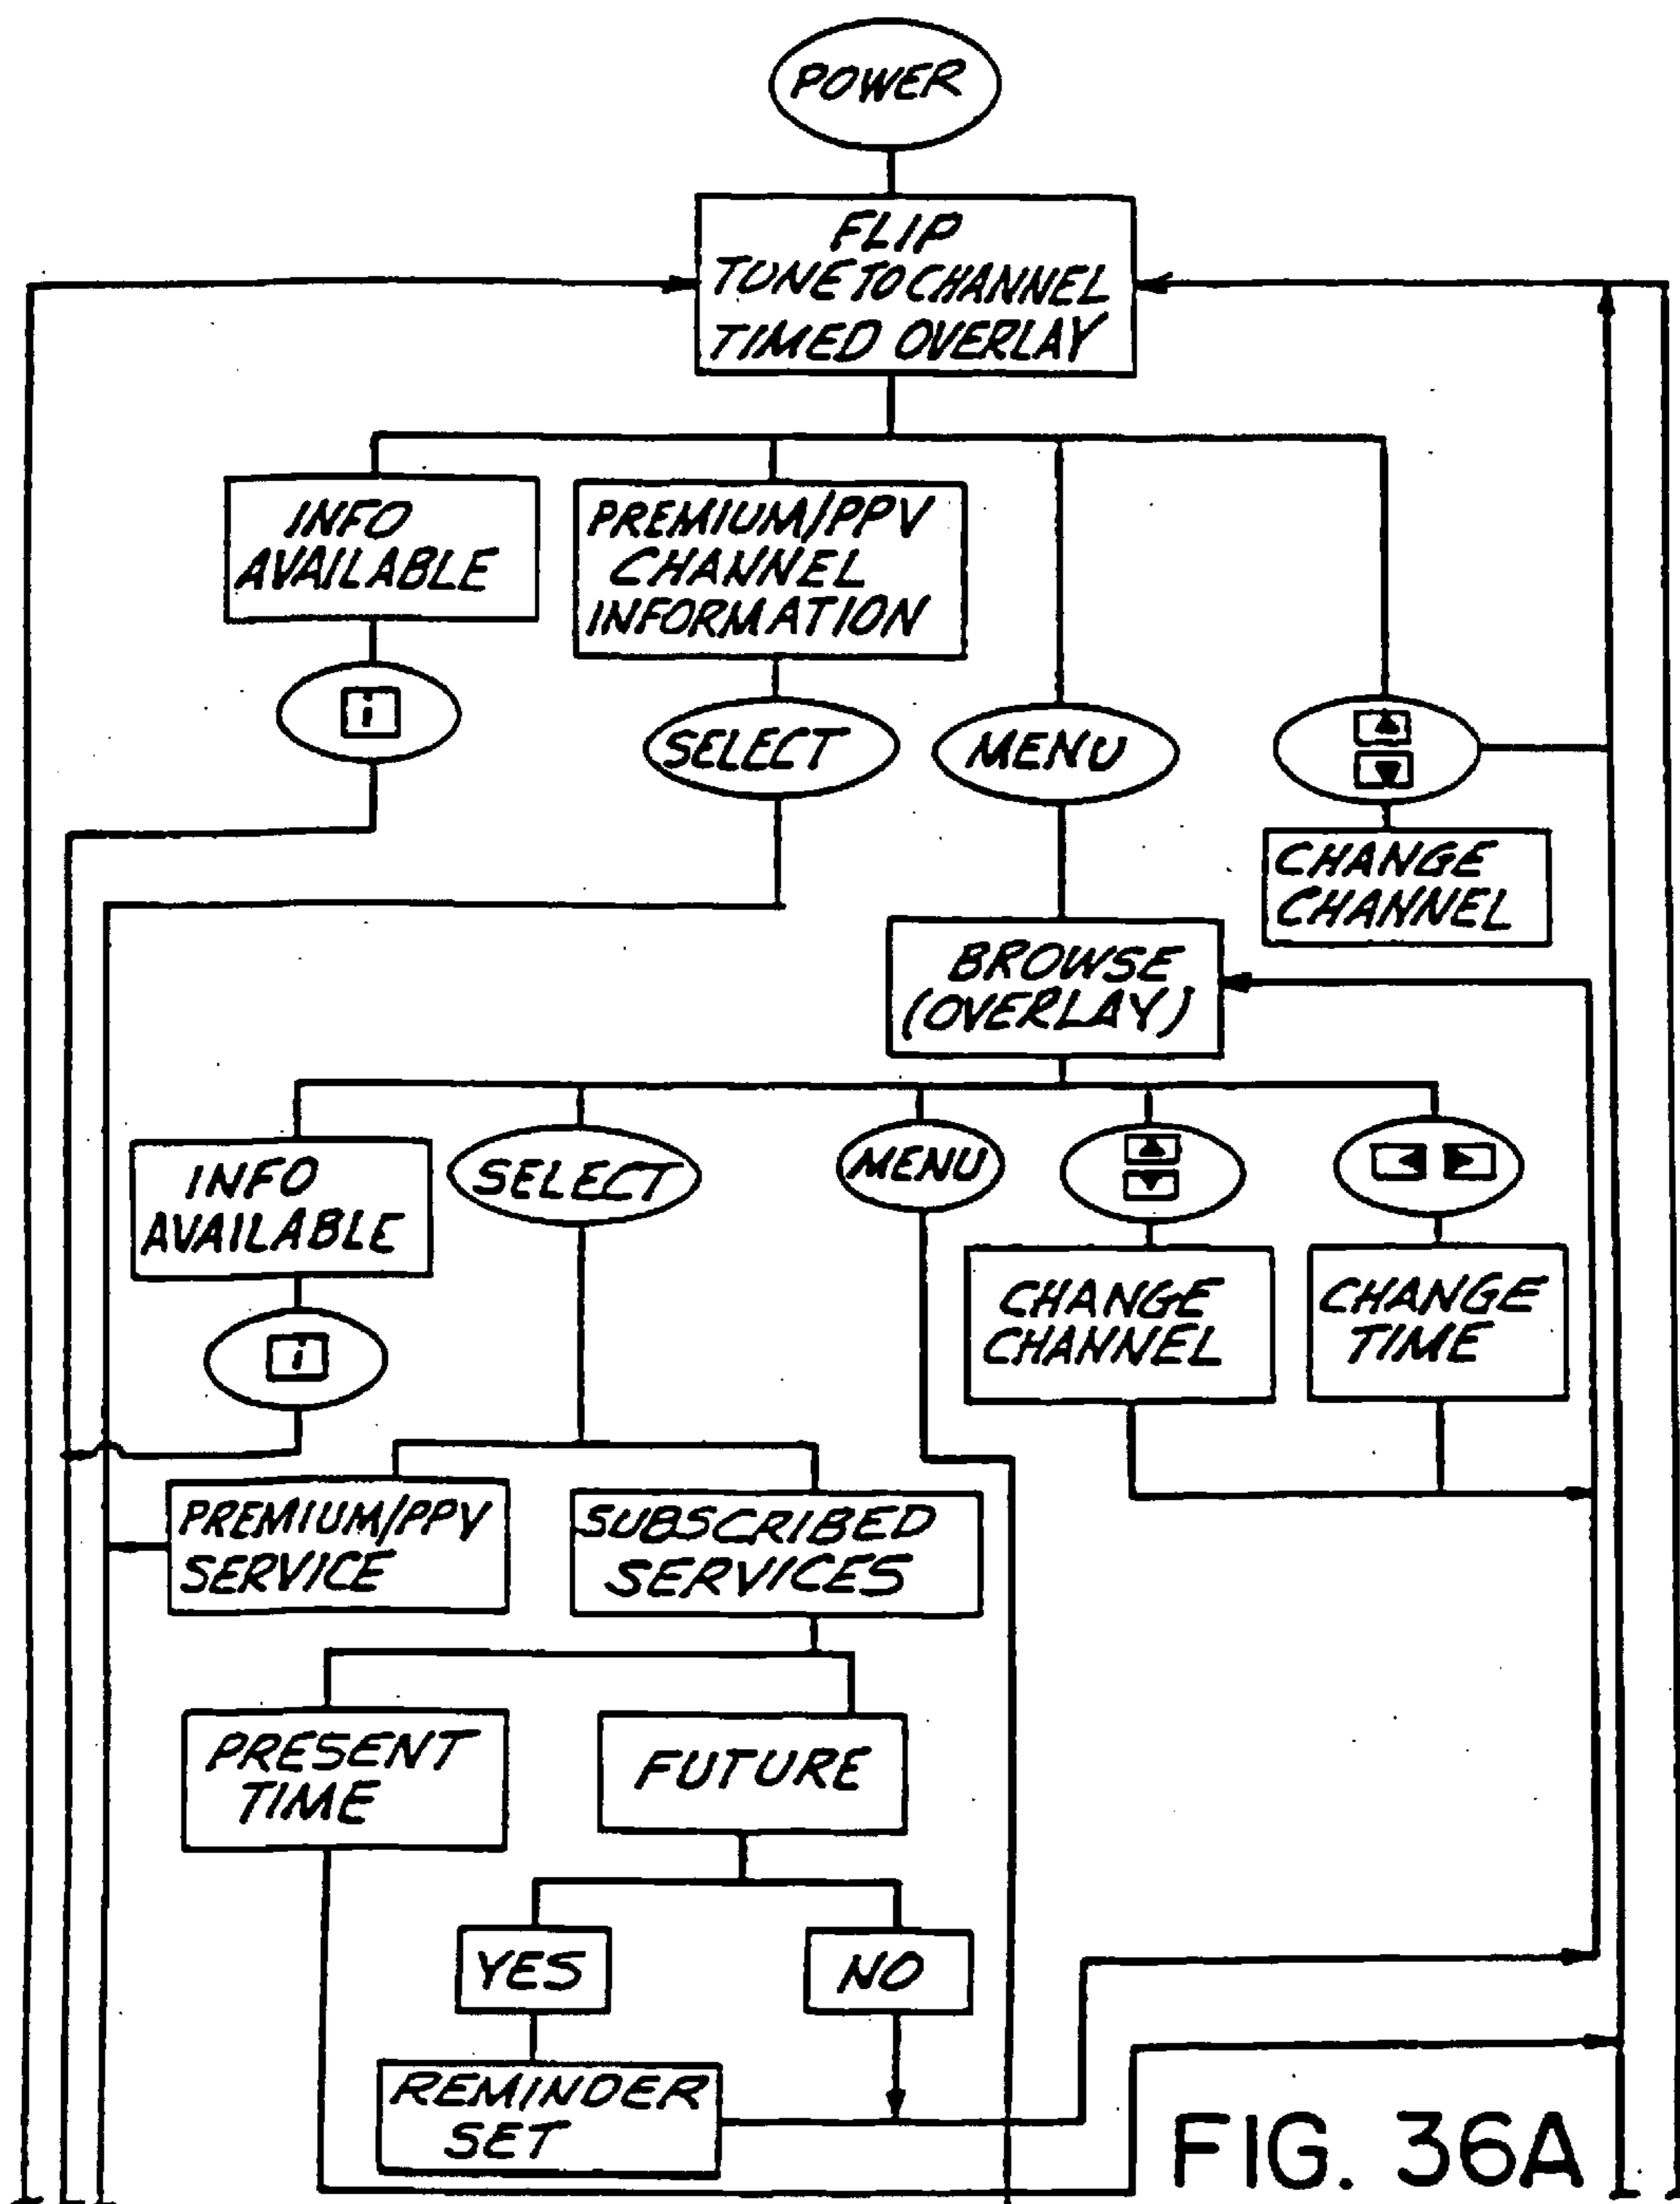 POWER
FLIP
TUNE TO CHANNEL
TIMED OVERLAY
INFO
AVAILABLE
PREMIUM/PPV
CHANNEL
INFORMATION
i
SELECT
MENU
CHANGE
CHANNEL
BROWSE
(OVERLAY)
INFO
AVAILABLE
SELECT
MENU
i
CHANGE
CHANNEL
CHANGE
TIME
PREMIUM/PPV
SERVICE
SUBSCRIBED
SERVICES
PRESENT
TIME
FUTURE
YES
NO
REMINDER
SET
FIG. 36A